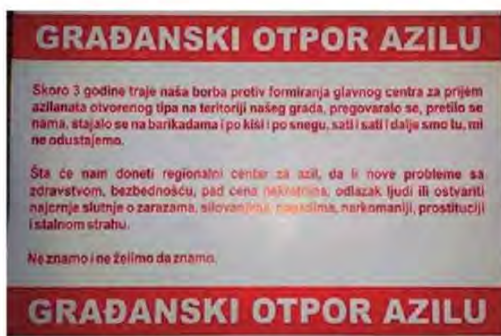 GRAĐANSKI OTPOR AZILU
Skoro 3 godine traje naša borba protiv formiranja glavnog centra za prijem
azilanata otvorenog tipa na teritoriji našeg grada, pregovaralo se, pretilo se
nama, stajalo se na barikadama i po kiši i po snegu, sati i sati i dalje smo tu, mi
ne odustajemo.
Šta će nam doneti regionalni centar za azil, da li nove probleme sa
zdravstvom, bezbednošću, pad cena nekretnina, odlazak ljudi ili ostvariti
najcrnje slutnje o zarazama, silovanjima, napadima, narkomaniji, prostituciji
i stalnom strahu.
Ne znamo i ne želimo da znamo.
GRAĐANSKI OTPOR AZILU